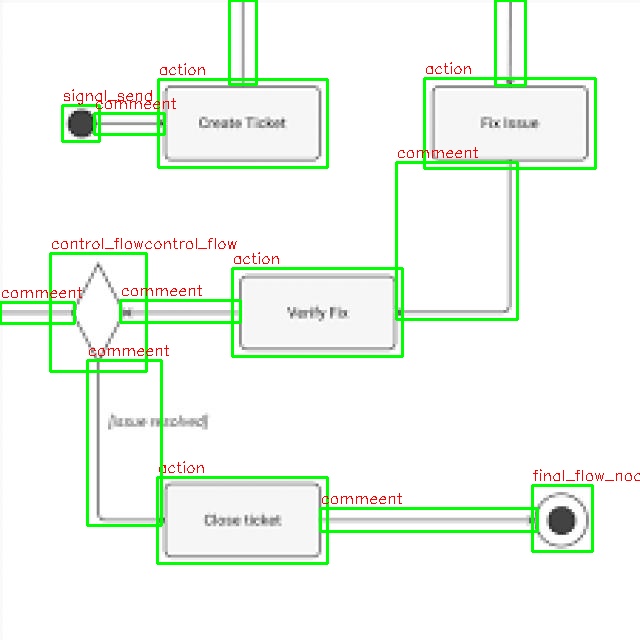 action
action
signal_send
commeent
Create Ticket
Fix Issue
commeent
control_flowcontrol_flow
action
commeent
commeent
Verify Fix
commeent
[issue resolved]
action
final_flow_nod
commeent
Close ticket